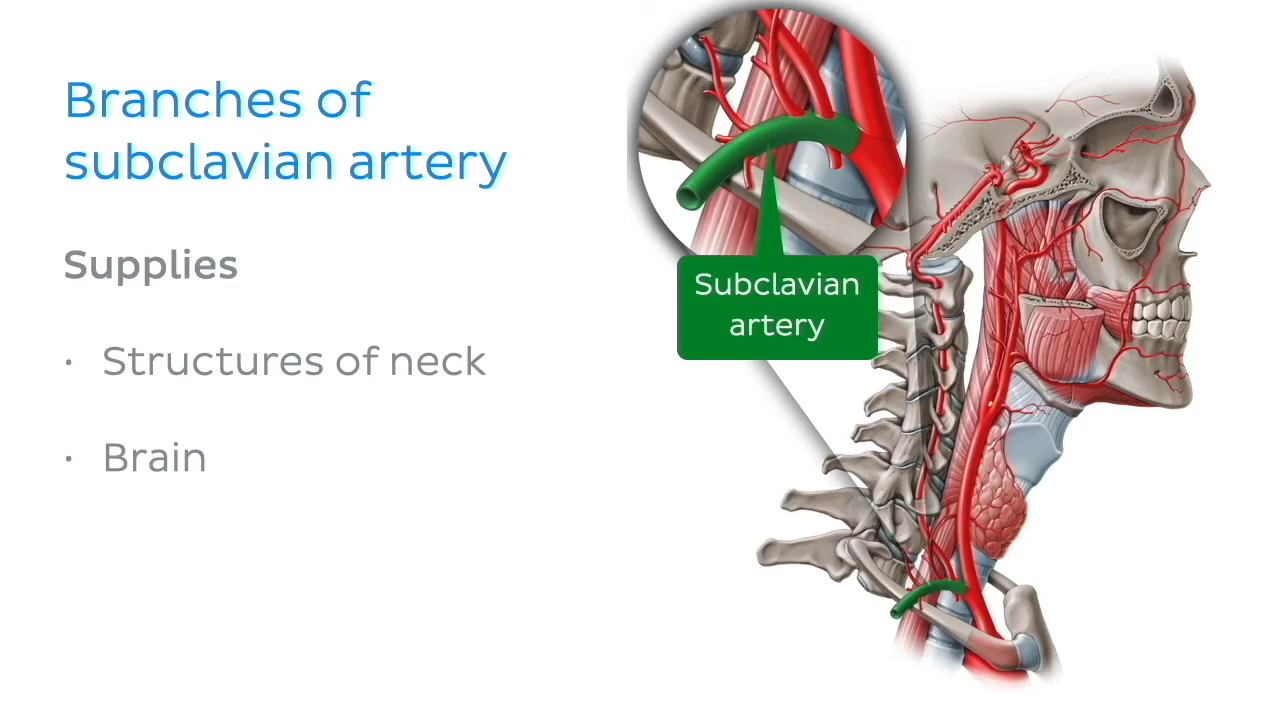 Branches of
subclavian artery
Supplies
· Structures of neck
· Brain
Subclavian
artery